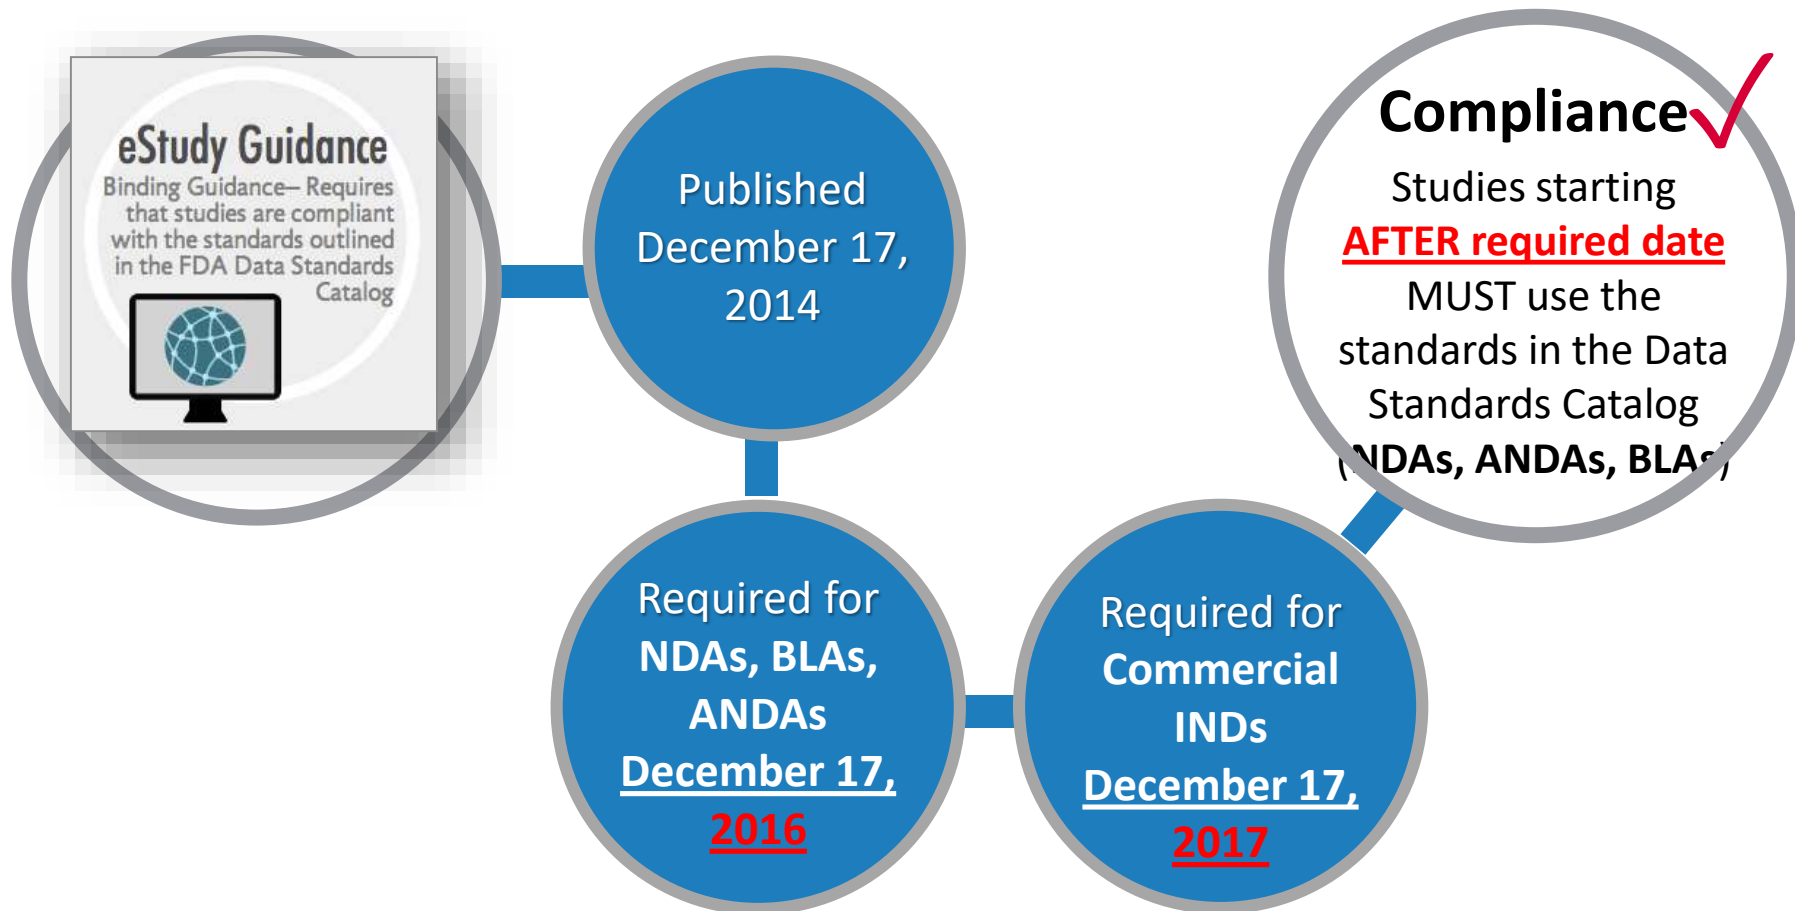 eStudy Guidance
Binding Guidance– Requires
that studies are compliant
with the standards outlined
in the FDA Data Standards
Catalog
Published
December 17,
2014
Required for
NDAs, BLAs,
ANDAs
December 17,
2016
Required for
Commercial
INDs
December 17,
2017
Compliance
Studies starting
AFTER required date
MUST use the
standards in the Data
Standards Catalog
(NDAs, ANDAs, BLAs)